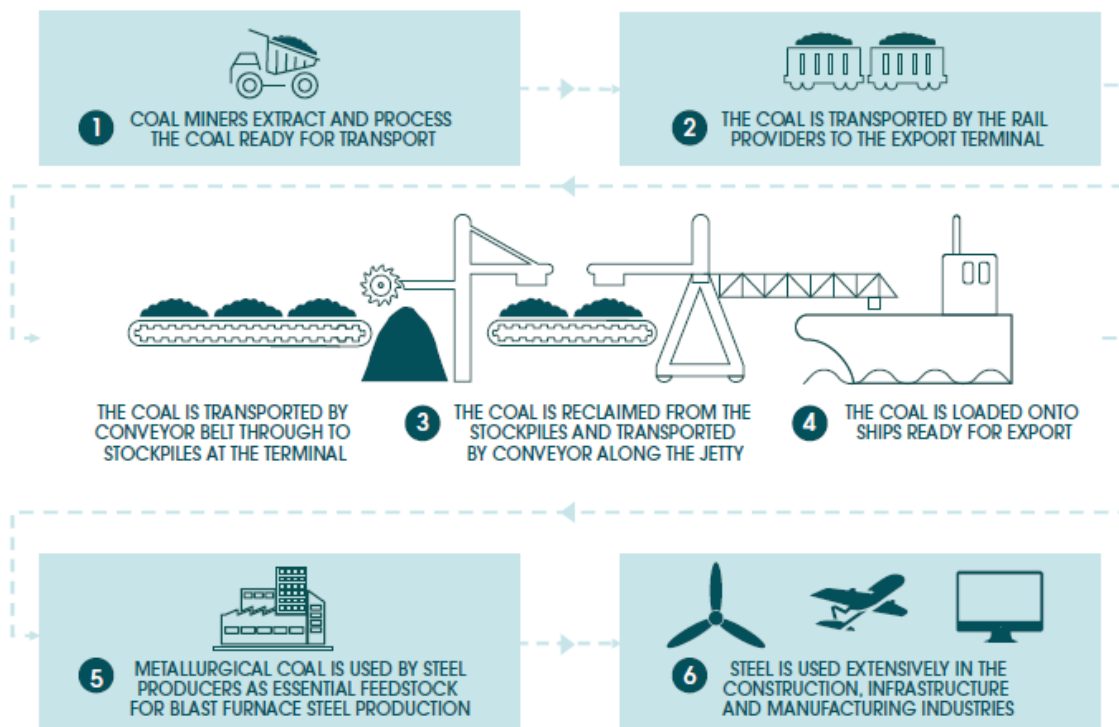 1
COAL MINERS EXTRACT AND PROCESS
THE COAL READY FOR TRANSPORT
2
THE COAL IS TRANSPORTED BY THE RAIL
PROVIDERS TO THE EXPORT TERMINAL
THE COAL IS TRANSPORTED BY
CONVEYOR BELT THROUGH TO
STOCKPILES AT THE TERMINAL
3
THE COAL IS RECLAIMED FROM THE
STOCKPILES AND TRANSPORTED
BY CONVEYOR ALONG THE JETTY
4
THE COAL IS LOADED ONTO
SHIPS READY FOR EXPORT
5
METALLURGICAL COAL IS USED BY STEEL
PRODUCERS AS ESSENTIAL FEEDSTOCK
FOR BLAST FURNACE STEEL PRODUCTION
6
STEEL IS USED EXTENSIVELY IN THE
CONSTRUCTION, INFRASTRUCTURE
AND MANUFACTURING INDUSTRIES